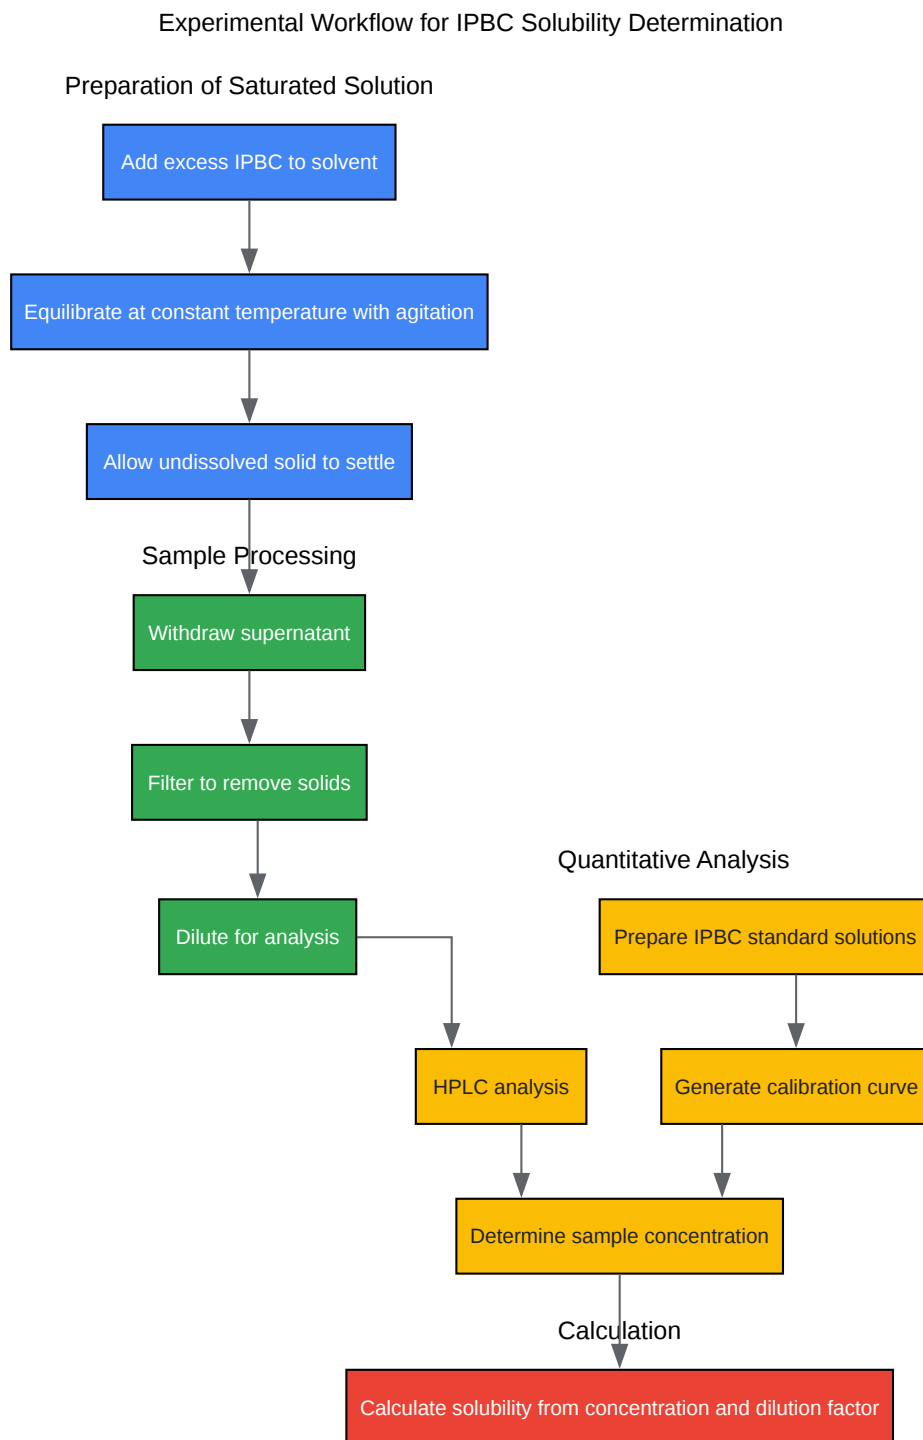 Experimental Workflow for IPBC Solubility Determination
Preparation of Saturated Solution
Add excess IPBC to solvent
Equilibrate at constant temperature with agitation
Allow undissolved solid to settle
Sample Processing
Withdraw supernatant
Filter to remove solids
Dilute for analysis
Quantitative Analysis
Prepare IPBC standard solutions
HPLC analysis
Generate calibration curve
Determine sample concentration
Calculation
Calculate solubility from concentration and dilution factor